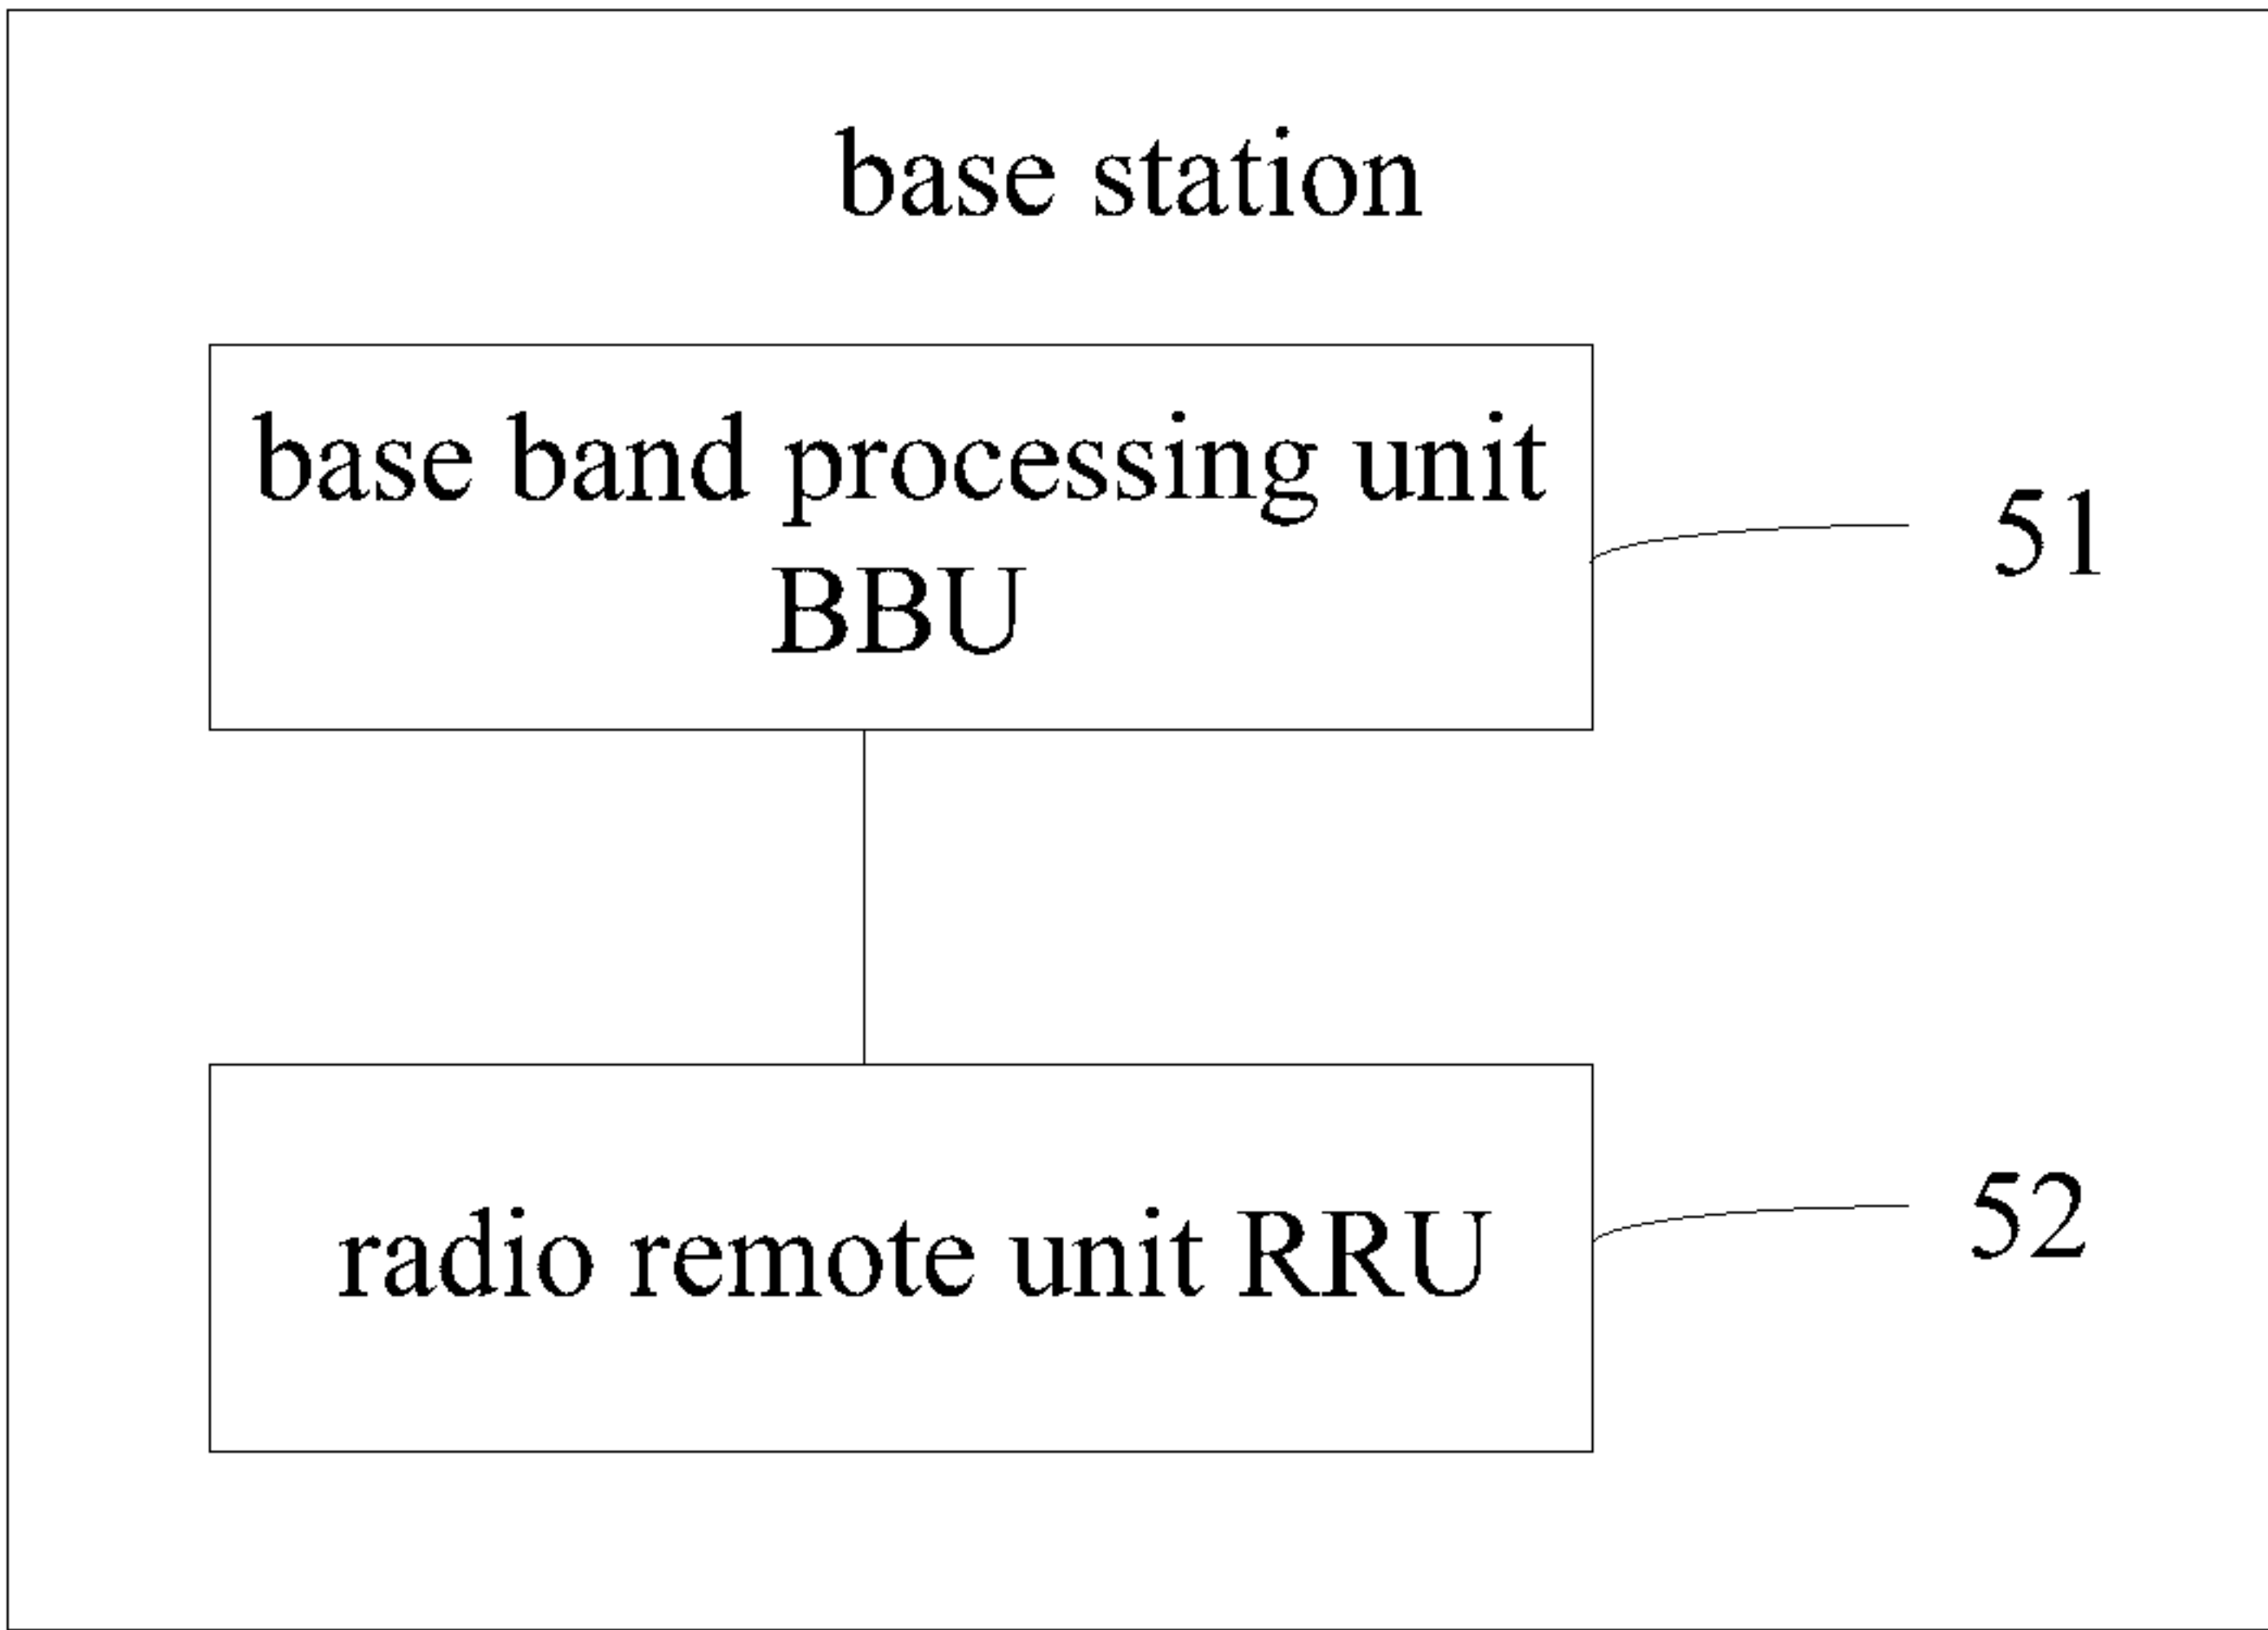 base station
base band processing unit
BBU
51
radio remote unit RRU
52